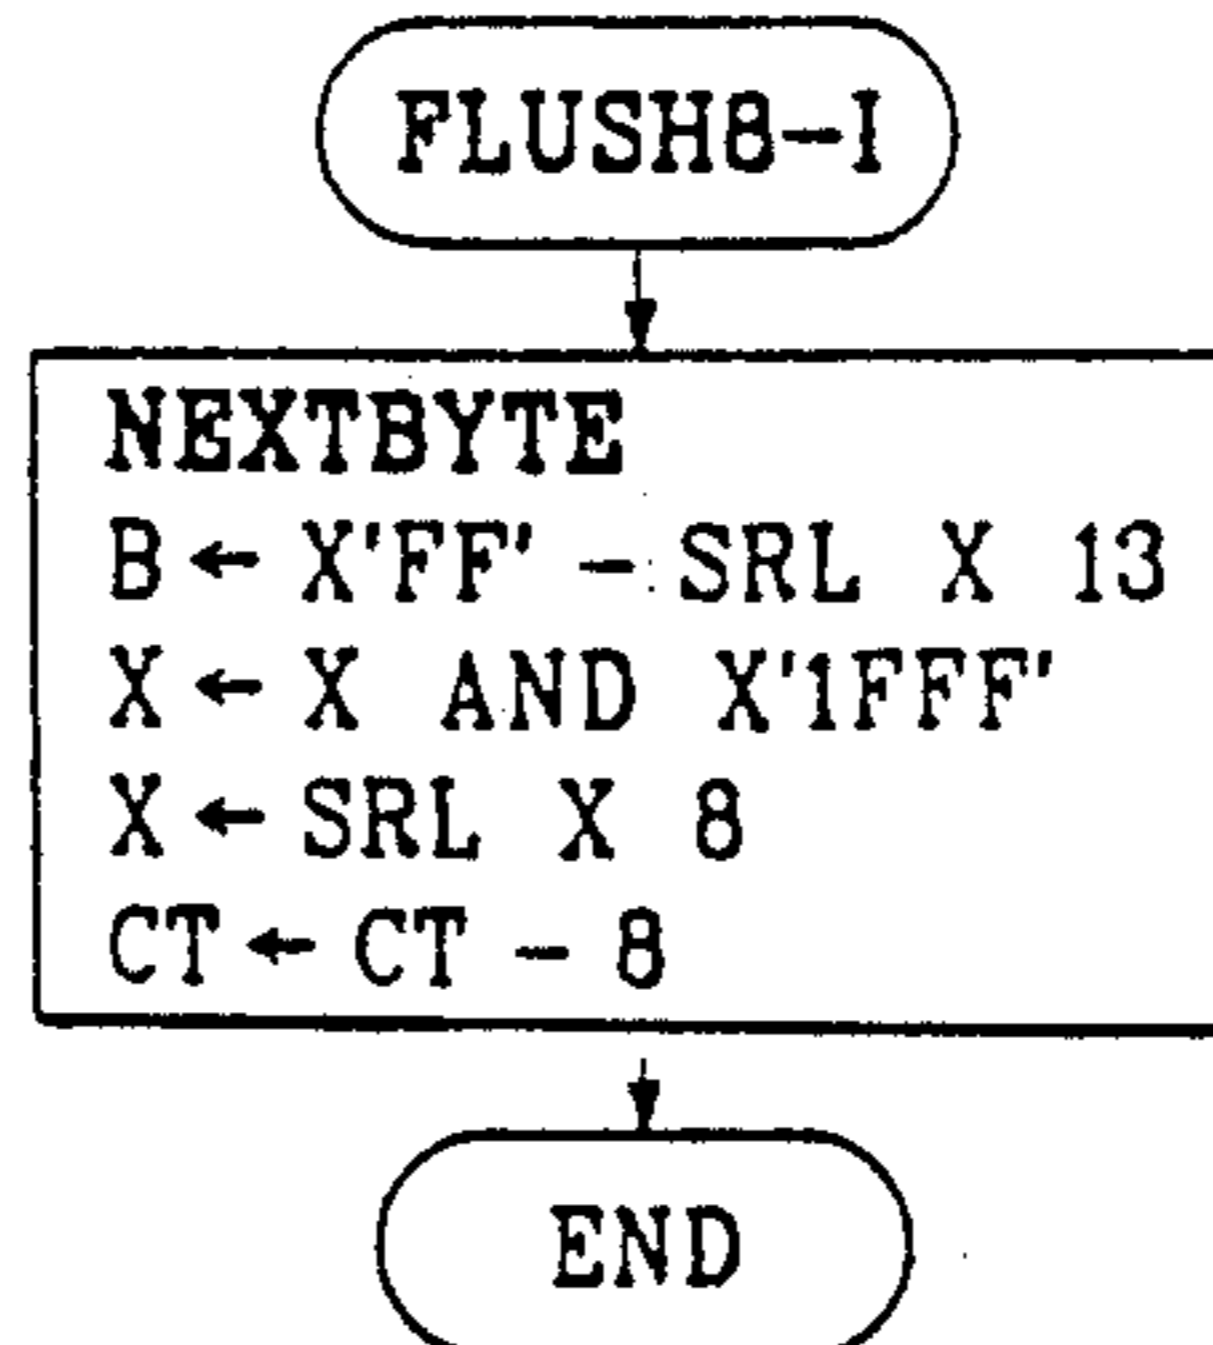 FLUSH8-I
NEXTBYTE
B ← X'FF' - SRL X 13
X ← X AND X'1FFF'
X ← SRL X 8
CT ← CT - 8
END